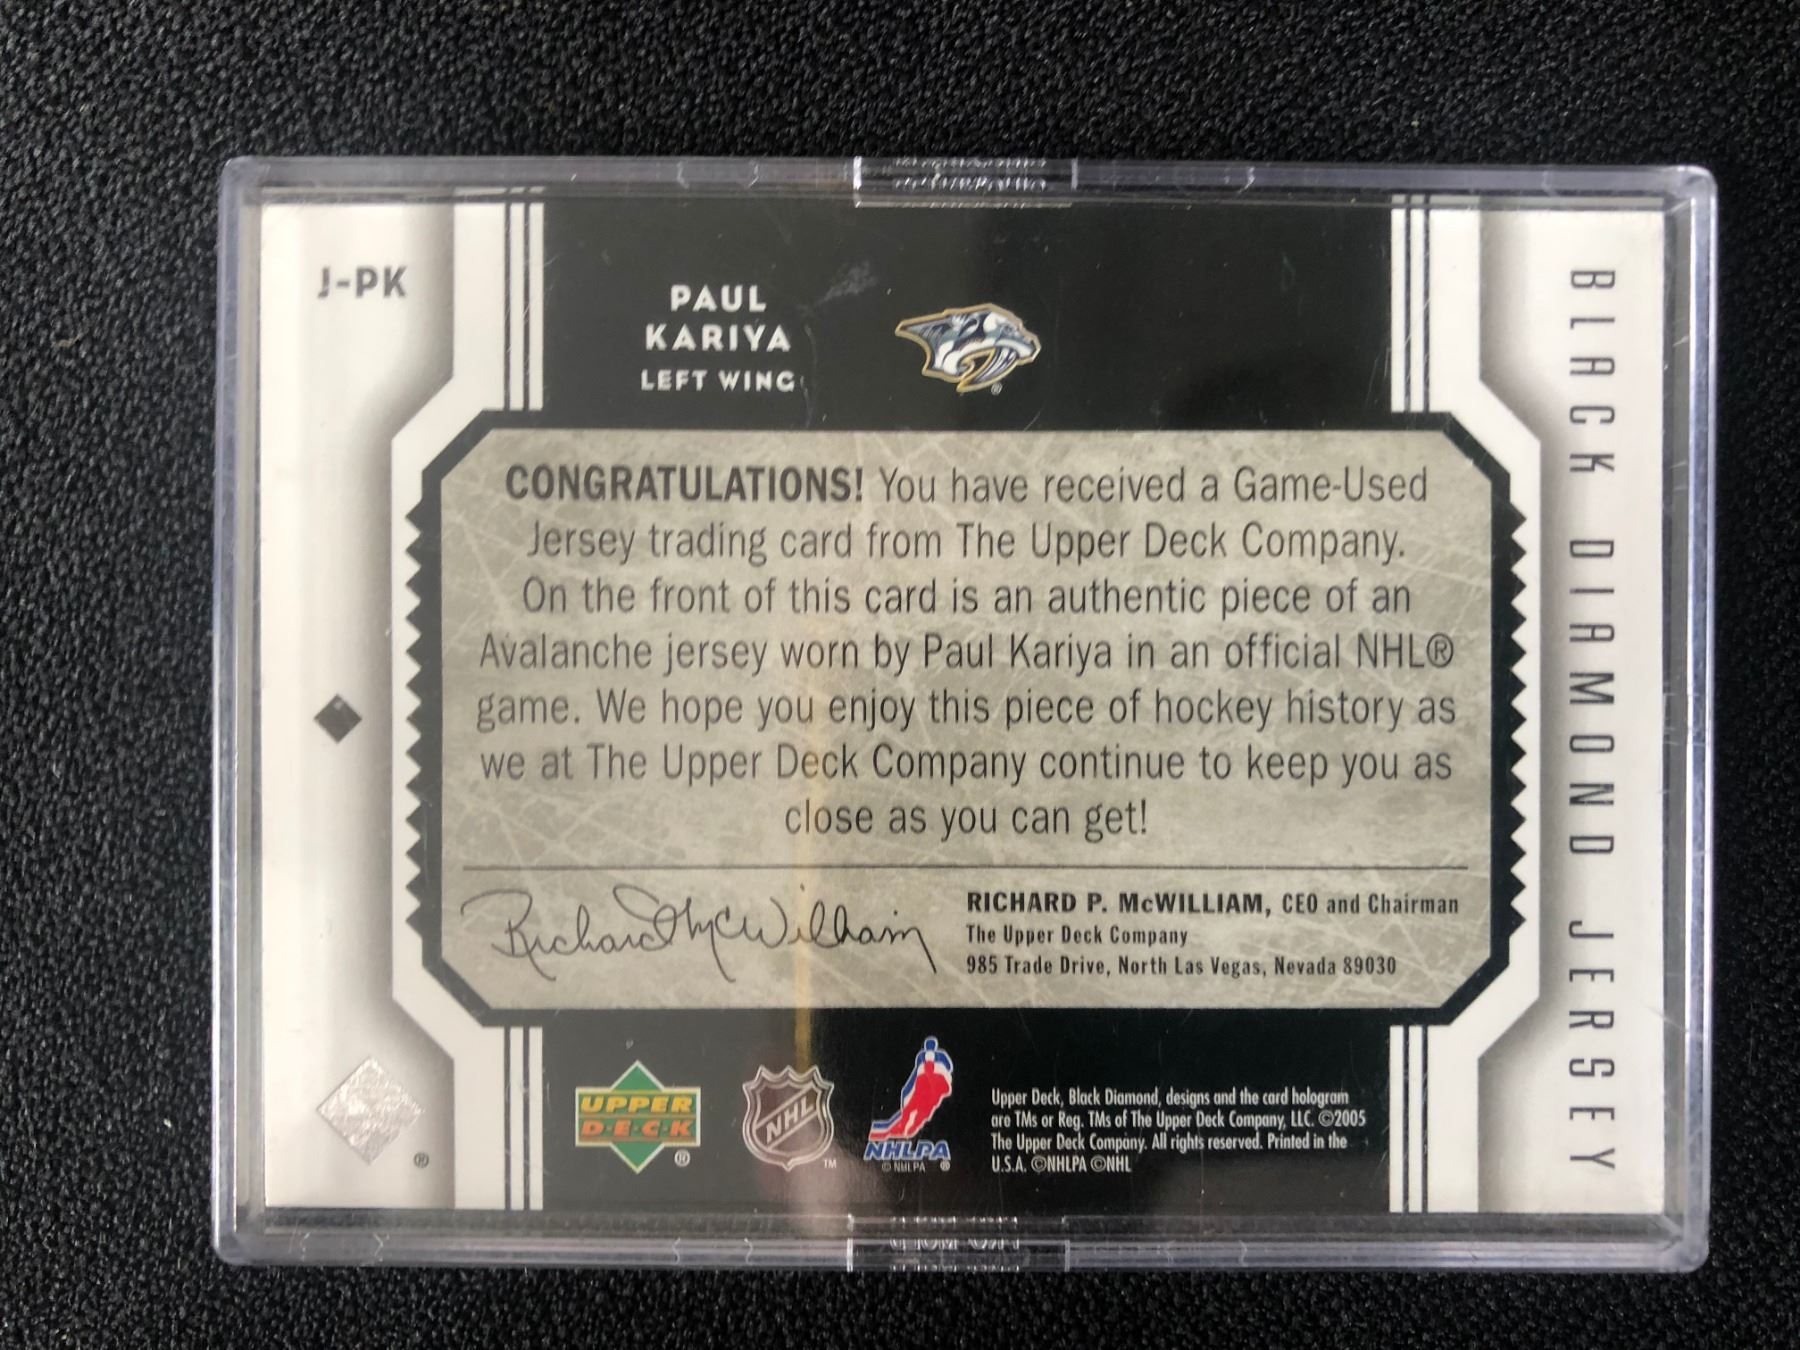 J-PK
PAUL
KARIYA
LEFT WING
®
CONGRATULATIONS! You have received a Game-Used
Jersey trading card from The Upper Deck Company.
On the front of this card is an authentic piece of an
Avalanche jersey worn by Paul Kariya in an official NHL®
game. We hope you enjoy this piece of hockey history as
we at The Upper Deck Company continue to keep you as
close as you can get!
Richard McWilliam
RICHARD P. McWILLIAM, CEO and Chairman
The Upper Deck Company
985 Trade Drive, North Las Vegas, Nevada 89030
BLACK DIAMOND JERSEY
®
UPPER
D·E·C·K
®
NHL
TM
NHLPA
© NHLPA ®
Upper Deck, Black Diamond, designs and the card hologram
are TMs or Reg. TMs of The Upper Deck Company, LLC. ©2005
The Upper Deck Company. All rights reserved. Printed in the
U.S.A. ©NHLPA ©NHL